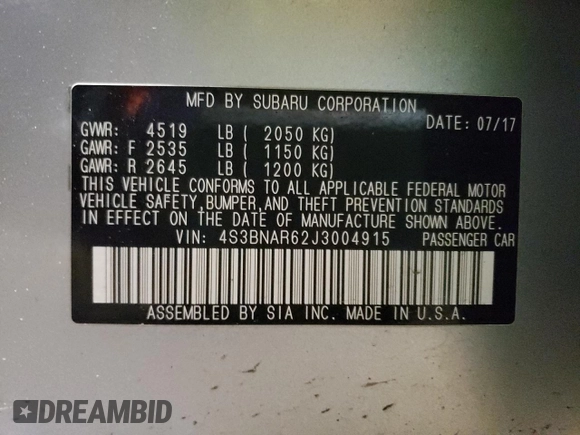 MFD BY SUBARU CORPORATION
DATE: 07/17
GVWR: 4519 LB ( 2050 KG)
GAWR: F 2535 LB ( 1150 KG)
GAWR: R 2645 LB ( 1200 KG)
THIS VEHICLE CONFORMS TO ALL APPLICABLE FEDERAL MOTOR
VEHICLE SAFETY, BUMPER, AND THEFT PREVENTION STANDARDS
IN EFFECT ON THE DATE OF MANUFACTURE SHOWN ABOVE.
VIN: 4S3BNAR62J3004915 PASSENGER CAR
ASSEMBLED BY SIA INC. MADE IN U.S.A.
DREAMBID